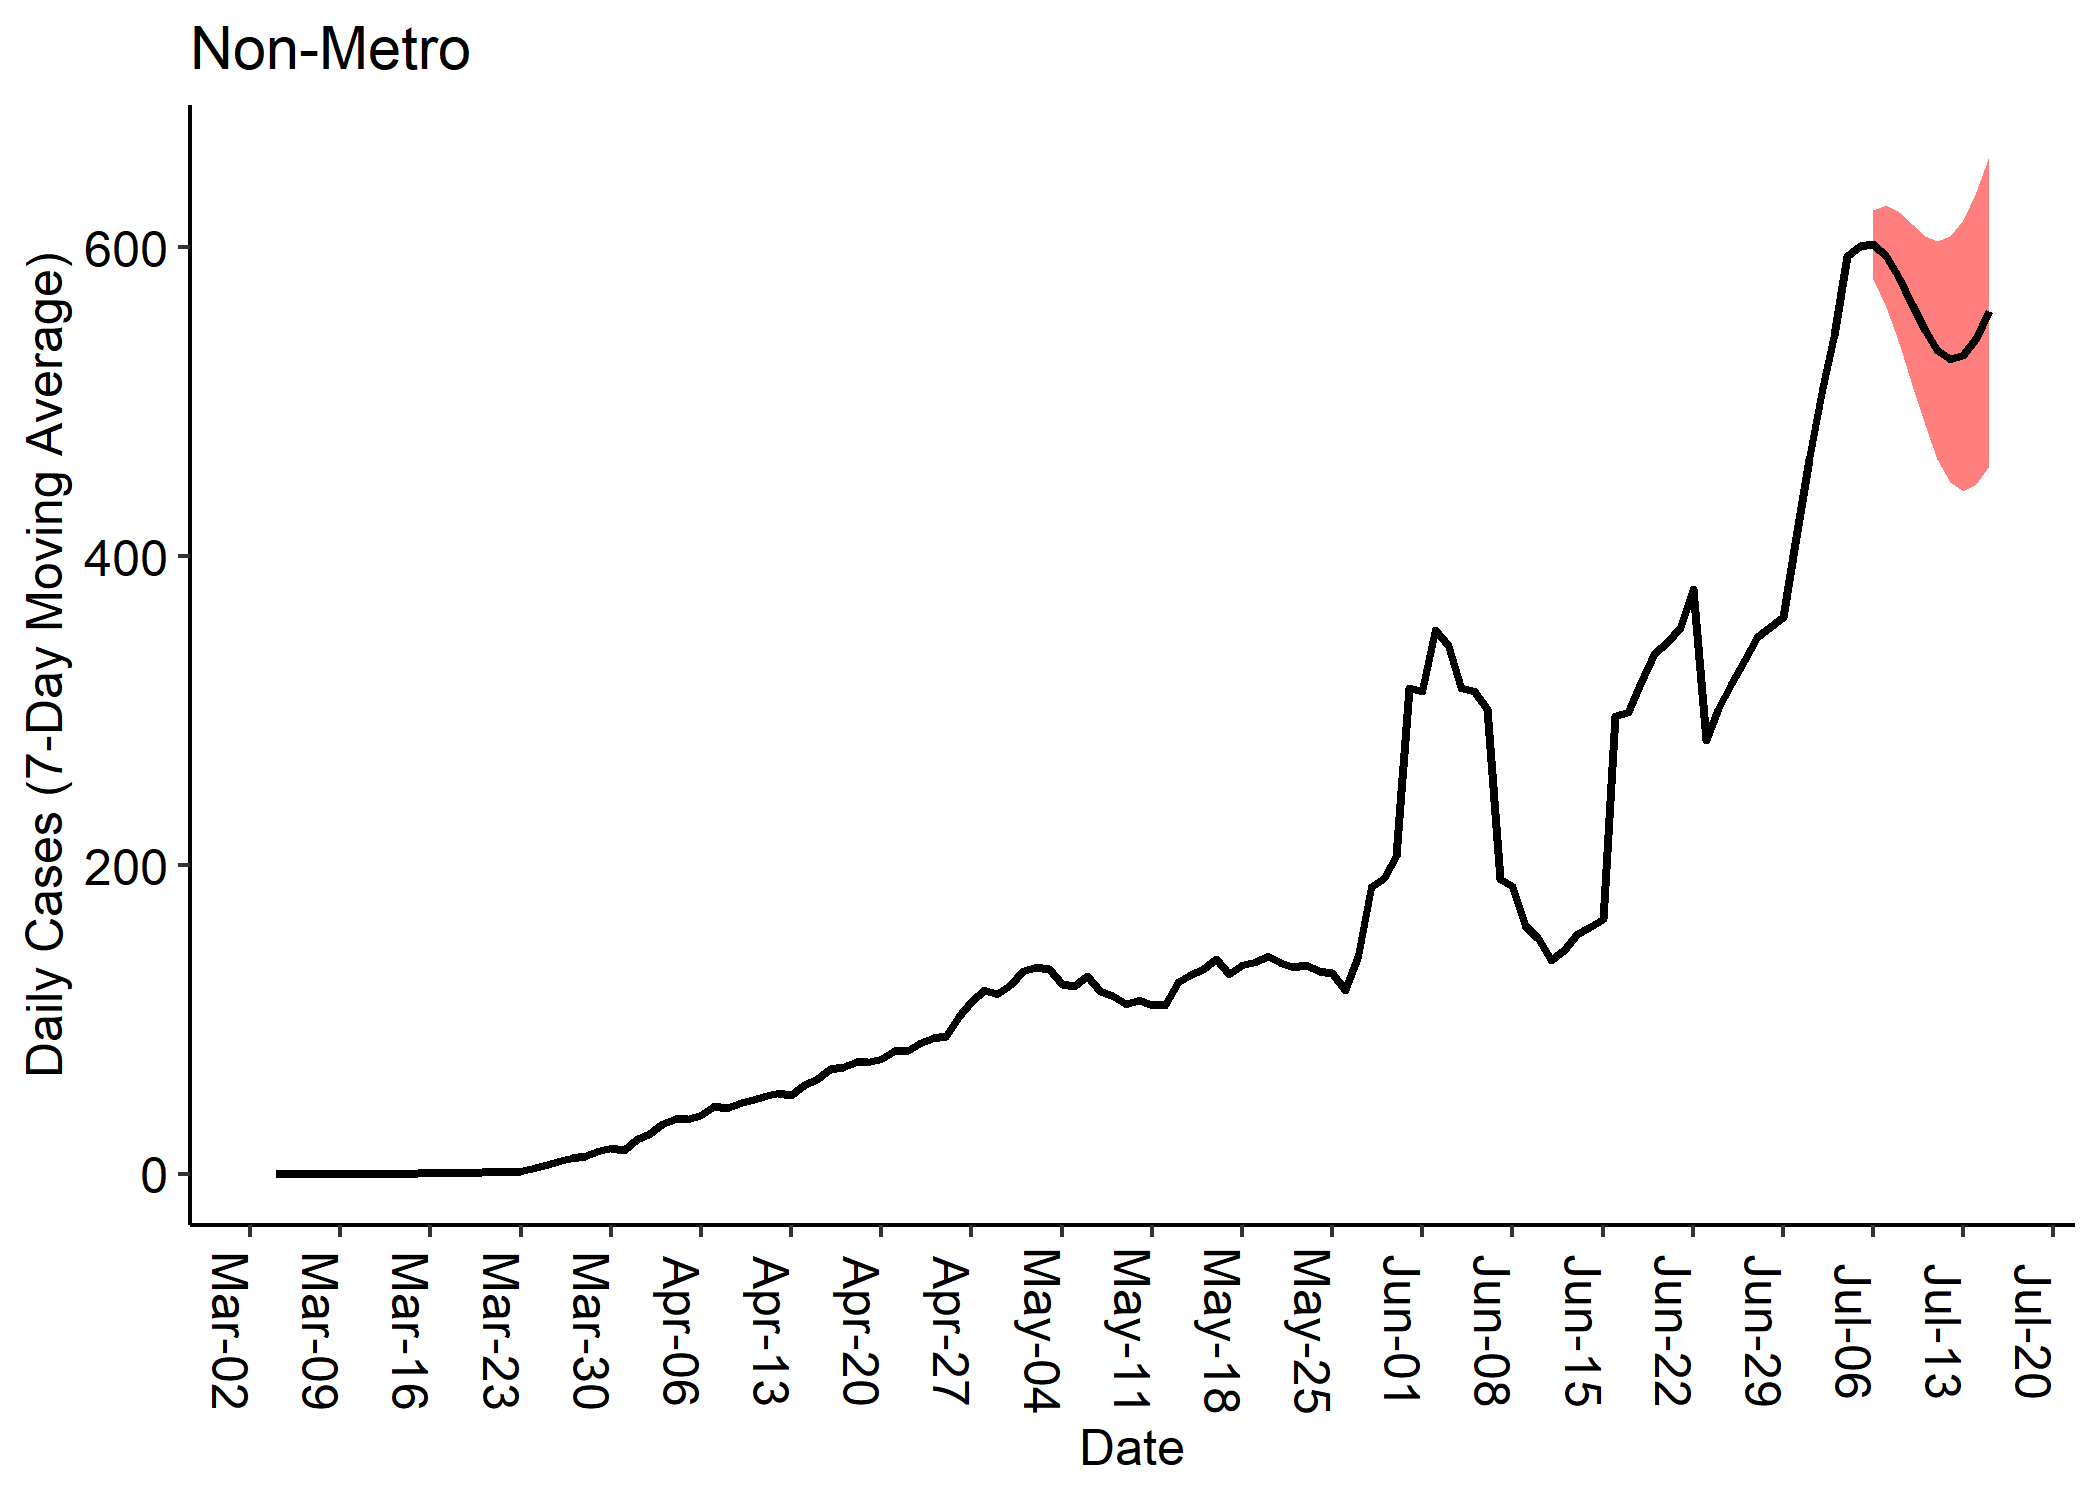 Non-Metro
Daily Cases (7-Day Moving Average)
600
400
200
0
Mar-02
Mar-09
Mar-16
Mar-23
Mar-30
Apr-06
Apr-13
Apr-20
Apr-27
May-04
May-11
May-18
May-25
Jun-01
Jun-08
Jun-15
Jun-22
Jun-29
Jul-06
Jul-13
Jul-20
Date